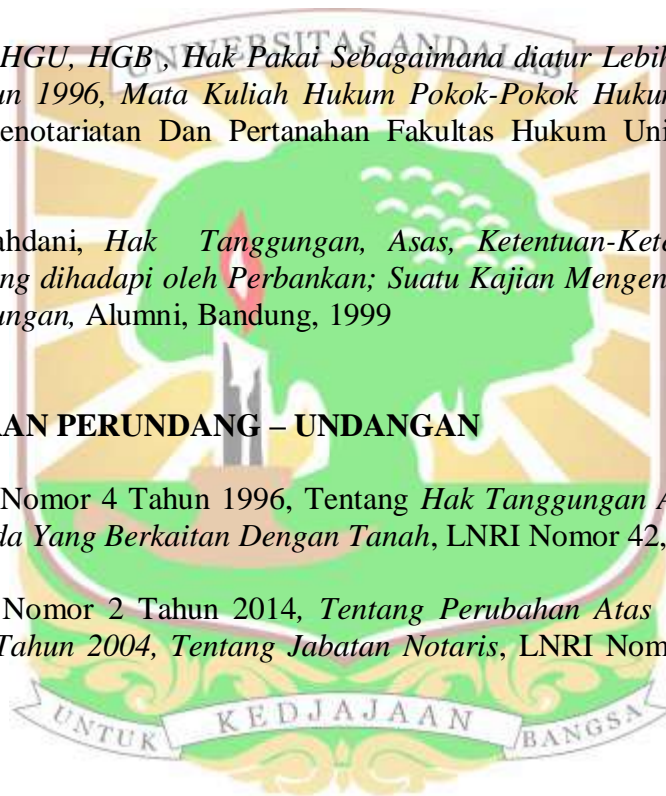 UNIVERSITAS ANDALAS
HGU, HGB , Hak Pakai Sebagaimana diatur Lebih
un 1996, Mata Kuliah Hukum Pokok-Pokok Hukum
enotariatan Dan Pertanahan Fakultas Hukum Uni
ahdani, Hak Tanggungan, Asas, Ketentuan-Kete
ng dihadapi oleh Perbankan; Suatu Kajian Mengen
ungan, Alumni, Bandung, 1999
AN PERUNDANG – UNDANGAN
Nomor 4 Tahun 1996, Tentang Hak Tanggungan A
da Yang Berkaitan Dengan Tanah, LNRI Nomor 42,
Nomor 2 Tahun 2014, Tentang Perubahan Atas
Tahun 2004, Tentang Jabatan Notaris, LNRI Nom
UNTUK KEDJAJAAN BANGSA